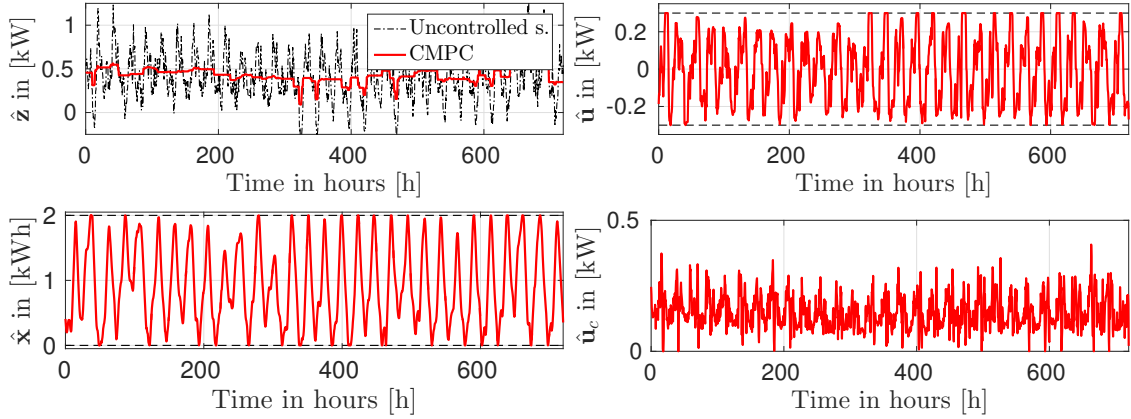 ẑ in [kW]
1
0.5
0
Uncontrolled s.
CMPC
0 200 400 600
Time in hours [h]
û in [kW]
0.2
0
-0.2
0 200 400 600
Time in hours [h]
x̂ in [kWh]
2
1
0
0 200 400 600
Time in hours [h]
û_c in [kW]
0.5
0
0 200 400 600
Time in hours [h]